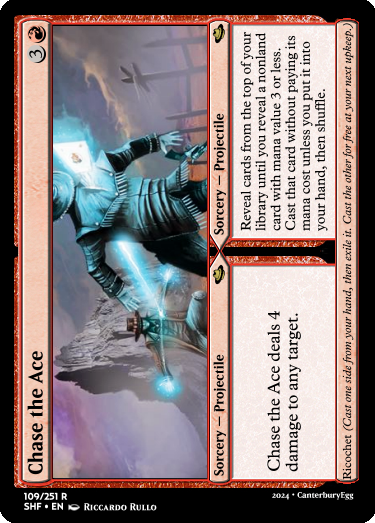 Chase the Ace
3
Sorcery — Projectile
Chase the Ace deals 4
damage to any target.
Sorcery — Projectile
Reveal cards from the top of your
library until you reveal a nonland
card with mana value 3 or less.
Cast that card without paying its
mana cost unless you put it into
your hand, then shuffle.
Ricochet (Cast one side from your hand, then exile it. Cast the other for free at your next upkeep.)
109/251 R
SHF • EN Riccardo Rullo
2024 • CanterburyEgg